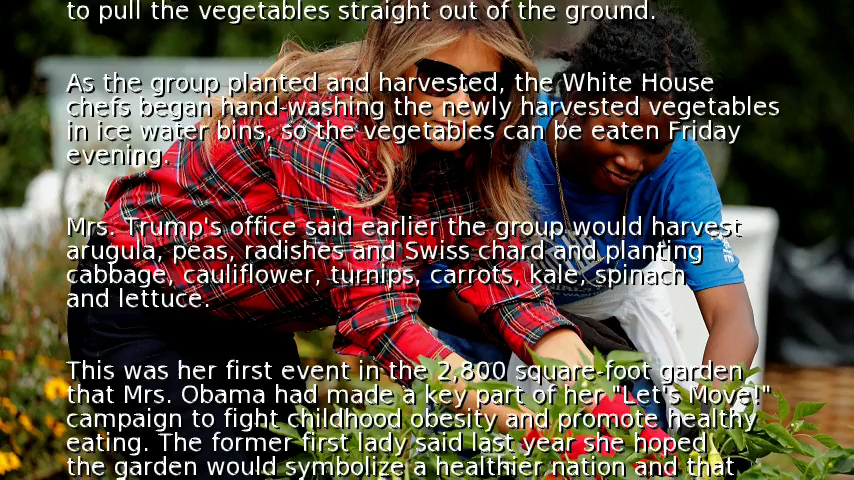 to pull the vegetables straight out of the ground.
As the group planted and harvested, the White House
chefs began hand-washing the newly harvested vegetables
in ice water bins, so the vegetables can be eaten Friday
evening.
Mrs. Trump's office said earlier the group would harvest
arugula, peas, radishes and Swiss chard and planting
cabbage, cauliflower, turnips, carrots, kale, spinach
and lettuce.
This was her first event in the 2,800 square-foot garden
that Mrs. Obama had made a key part of her "Let's Move!"
campaign to fight childhood obesity and promote healthy
eating. The former first lady said last year she hoped
the garden would symbolize a healthier nation and that